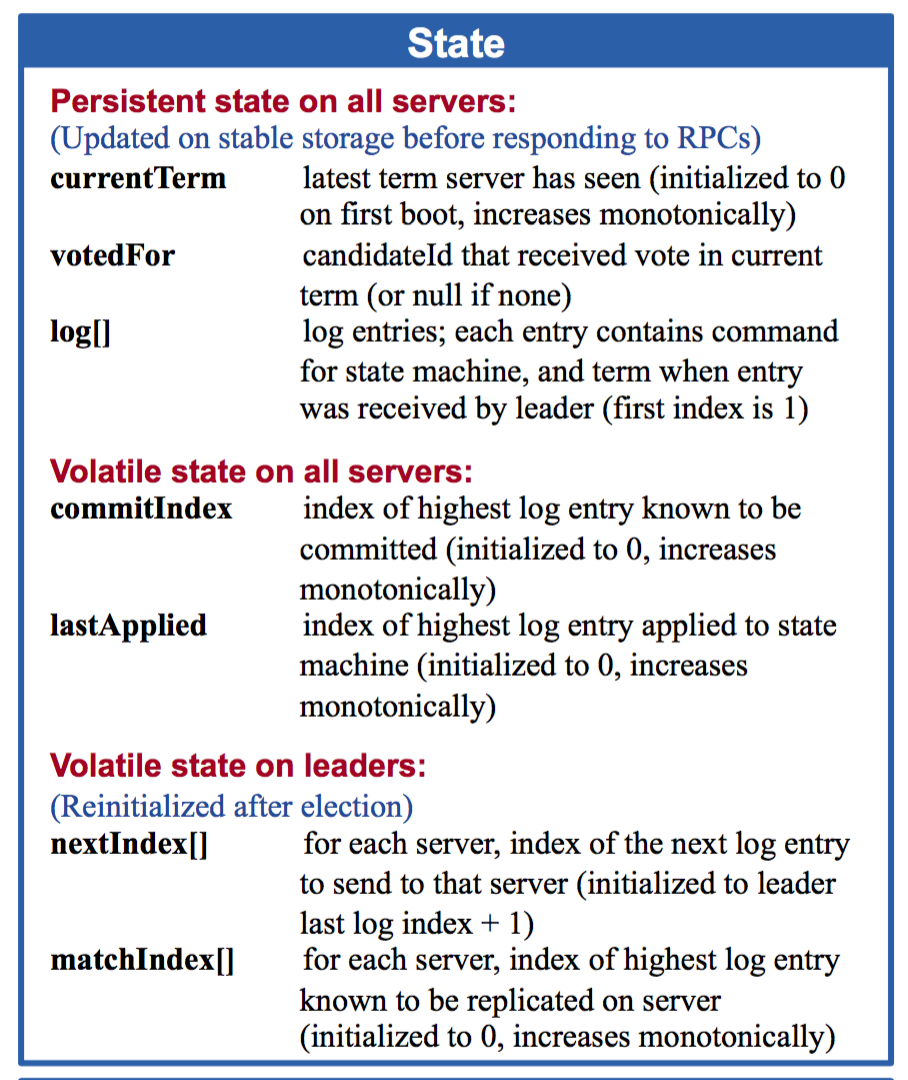 State
Persistent state on all servers:
(Updated on stable storage before responding to RPCs)
currentTerm latest term server has seen (initialized to 0
on first boot, increases monotonically)
votedFor candidateId that received vote in current
term (or null if none)
log[] log entries; each entry contains command
for state machine, and term when entry
was received by leader (first index is 1)
Volatile state on all servers:
commitIndex index of highest log entry known to be
committed (initialized to 0, increases
monotonically)
lastApplied index of highest log entry applied to state
machine (initialized to 0, increases
monotonically)
Volatile state on leaders:
(Reinitialized after election)
nextIndex[] for each server, index of the next log entry
to send to that server (initialized to leader
last log index + 1)
matchIndex[] for each server, index of highest log entry
known to be replicated on server
(initialized to 0, increases monotonically)